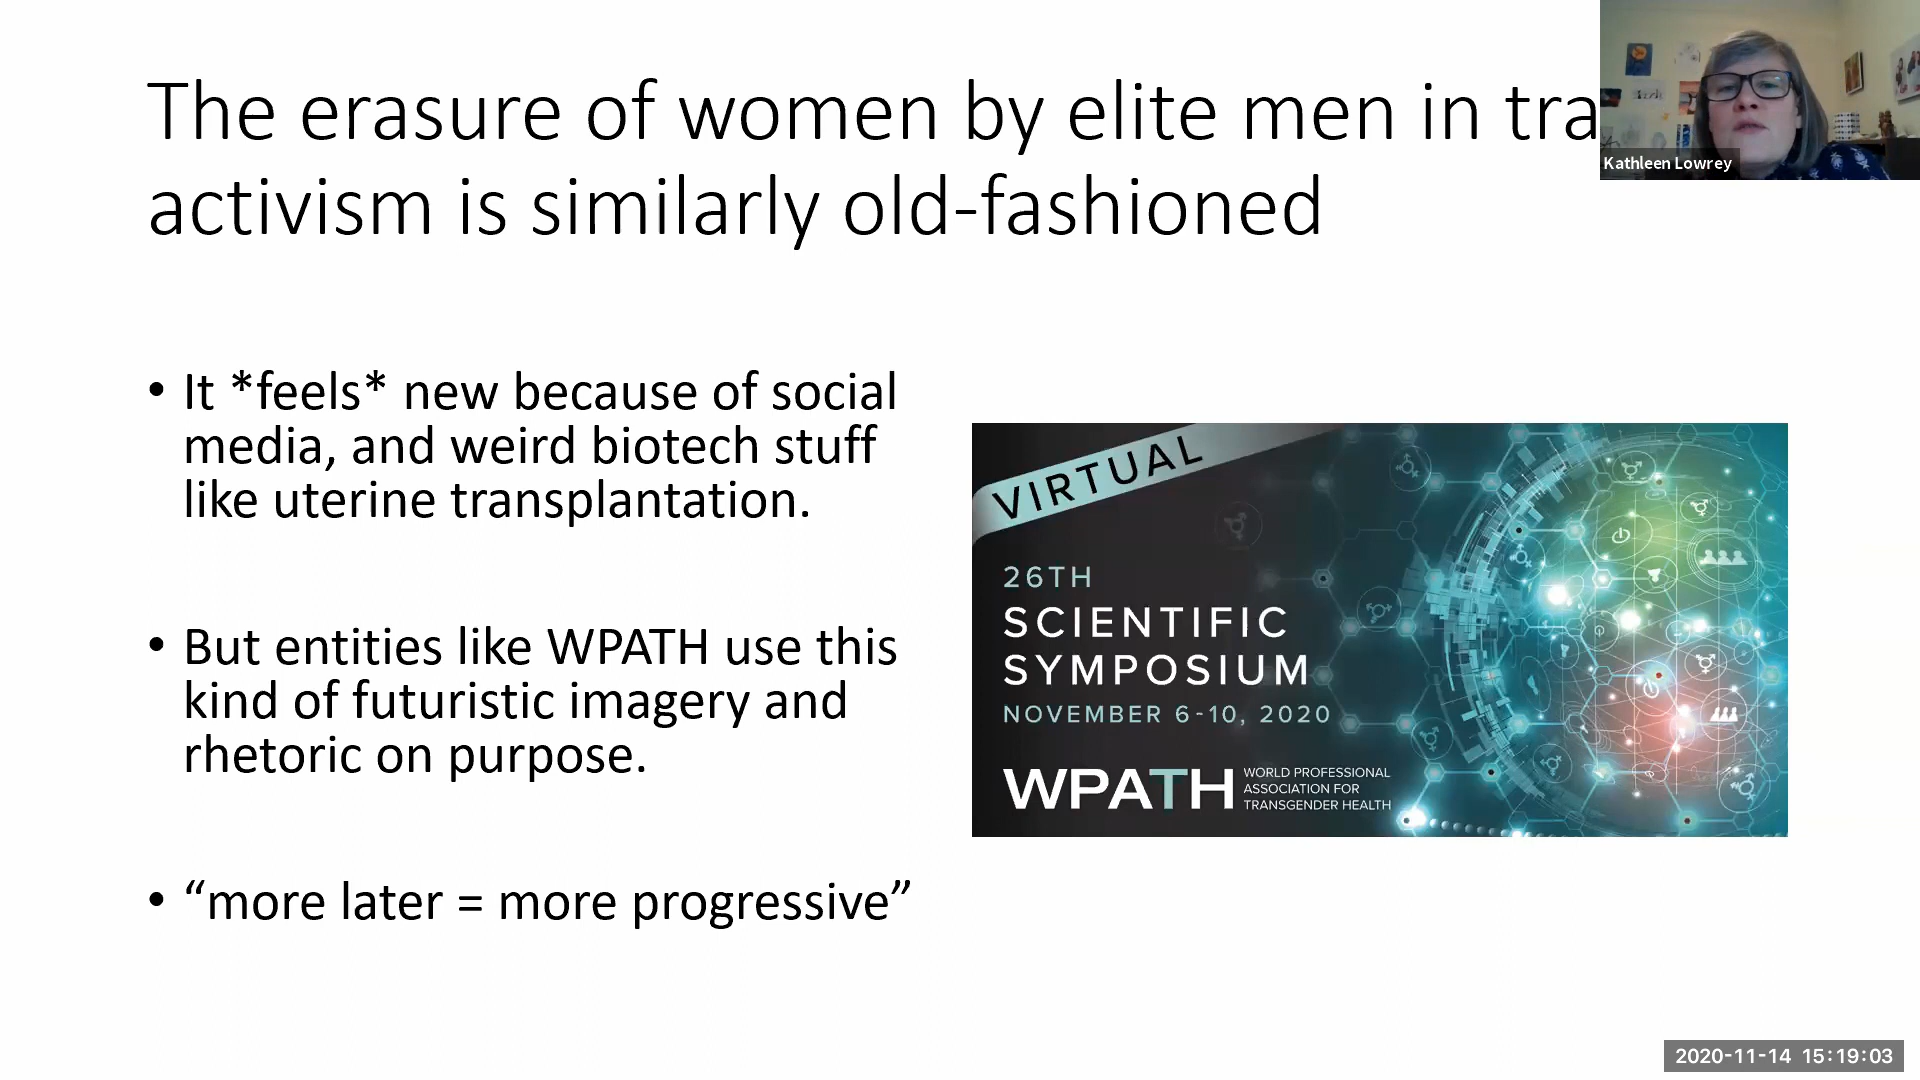 The erasure of women by elite men in tra
activism is similarly old-fashioned
Kathleen Lowrey
• It *feels* new because of social
media, and weird biotech stuff
like uterine transplantation.
• But entities like WPATH use this
kind of futuristic imagery and
rhetoric on purpose.
• “more later = more progressive”
VIRTUAL
26TH
SCIENTIFIC
SYMPOSIUM
NOVEMBER 6-10, 2020
WPATH
WORLD PROFESSIONAL
ASSOCIATION FOR
TRANSGENDER HEALTH
2020-11-14 15:19:03